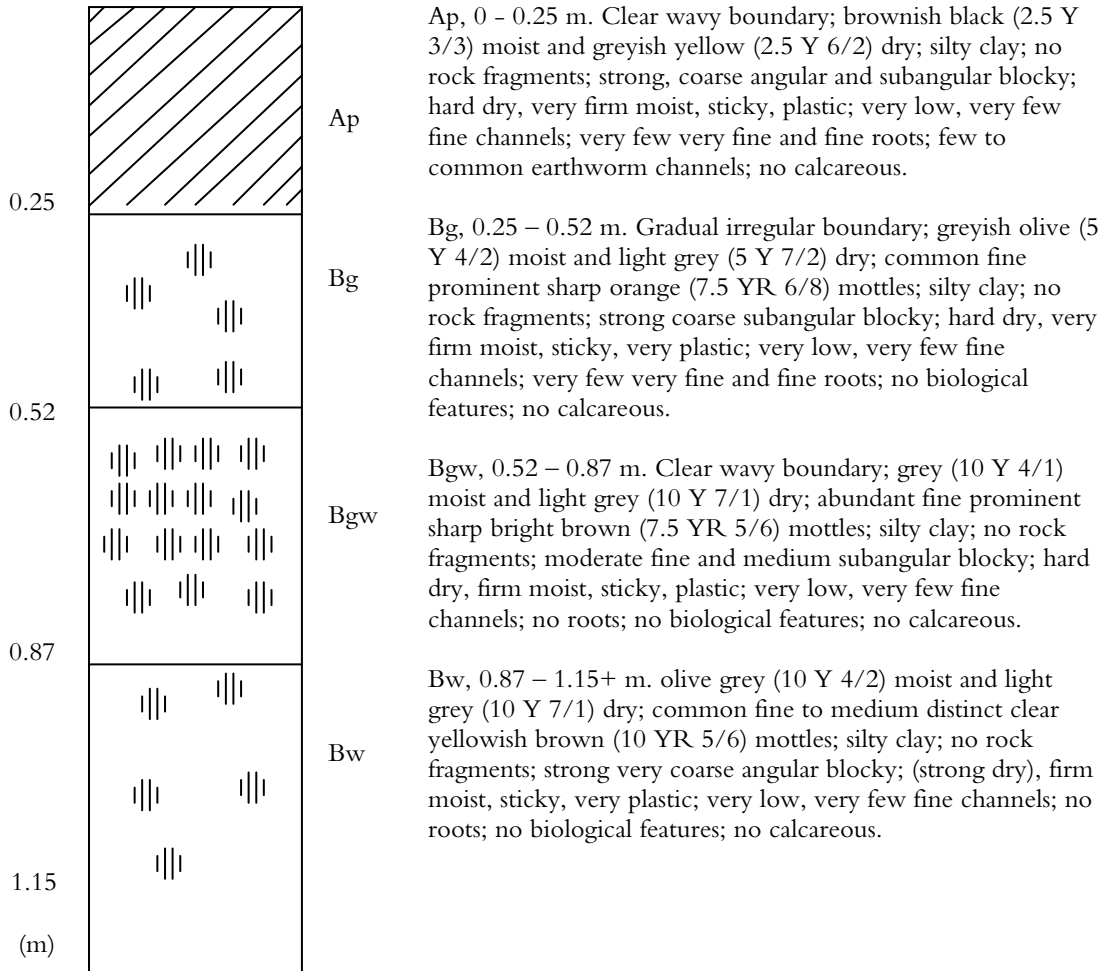 Ap, 0 - 0.25 m. Clear wavy boundary; brownish black (2.5 Y
3/3) moist and greyish yellow (2.5 Y 6/2) dry; silty clay; no
rock fragments; strong, coarse angular and subangular blocky;
hard dry, very firm moist, sticky, plastic; very low, very few
fine channels; very few very fine and fine roots; few to
common earthworm channels; no calcareous.
Ap
0.25
Bg, 0.25 – 0.52 m. Gradual irregular boundary; greyish olive (5
Y 4/2) moist and light grey (5 Y 7/2) dry; common fine
prominent sharp orange (7.5 YR 6/8) mottles; silty clay; no
rock fragments; strong coarse subangular blocky; hard dry, very
firm moist, sticky, very plastic; very low, very few fine
channels; very few very fine and fine roots; no biological
features; no calcareous.
Bg
0.52
Bgw, 0.52 – 0.87 m. Clear wavy boundary; grey (10 Y 4/1)
moist and light grey (10 Y 7/1) dry; abundant fine prominent
sharp bright brown (7.5 YR 5/6) mottles; silty clay; no rock
fragments; moderate fine and medium subangular blocky; hard
dry, firm moist, sticky, plastic; very low, very few fine
channels; no roots; no biological features; no calcareous.
Bgw
0.87
Bw, 0.87 – 1.15+ m. olive grey (10 Y 4/2) moist and light
grey (10 Y 7/1) dry; common fine to medium distinct clear
yellowish brown (10 YR 5/6) mottles; silty clay; no rock
fragments; strong very coarse angular blocky; (strong dry), firm
moist, sticky, very plastic; very low, very few fine channels; no
roots; no biological features; no calcareous.
Bw
1.15
(m)